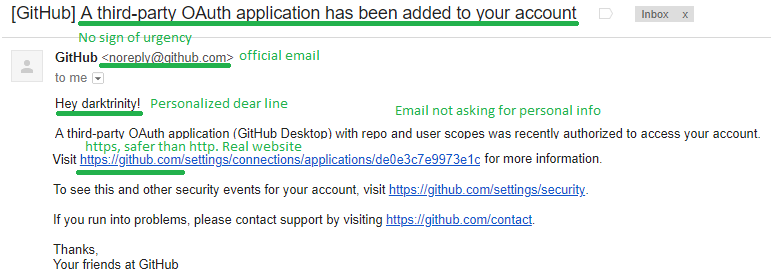 [GitHub] A third-party OAuth application has been added to your account Inbox x
No sign of urgency
GitHub <noreply@github.com> official email
to me
Hey darktrinity! Personalized dear line
Email not asking for personal info
A third-party OAuth application (GitHub Desktop) with repo and user scopes was recently authorized to access your account.
https, safer than http. Real website
Visit https://github.com/settings/connections/applications/de0e3c7e9973e1c for more information.
To see this and other security events for your account, visit https://github.com/settings/security.
If you run into problems, please contact support by visiting https://github.com/contact.
Thanks,
Your friends at GitHub